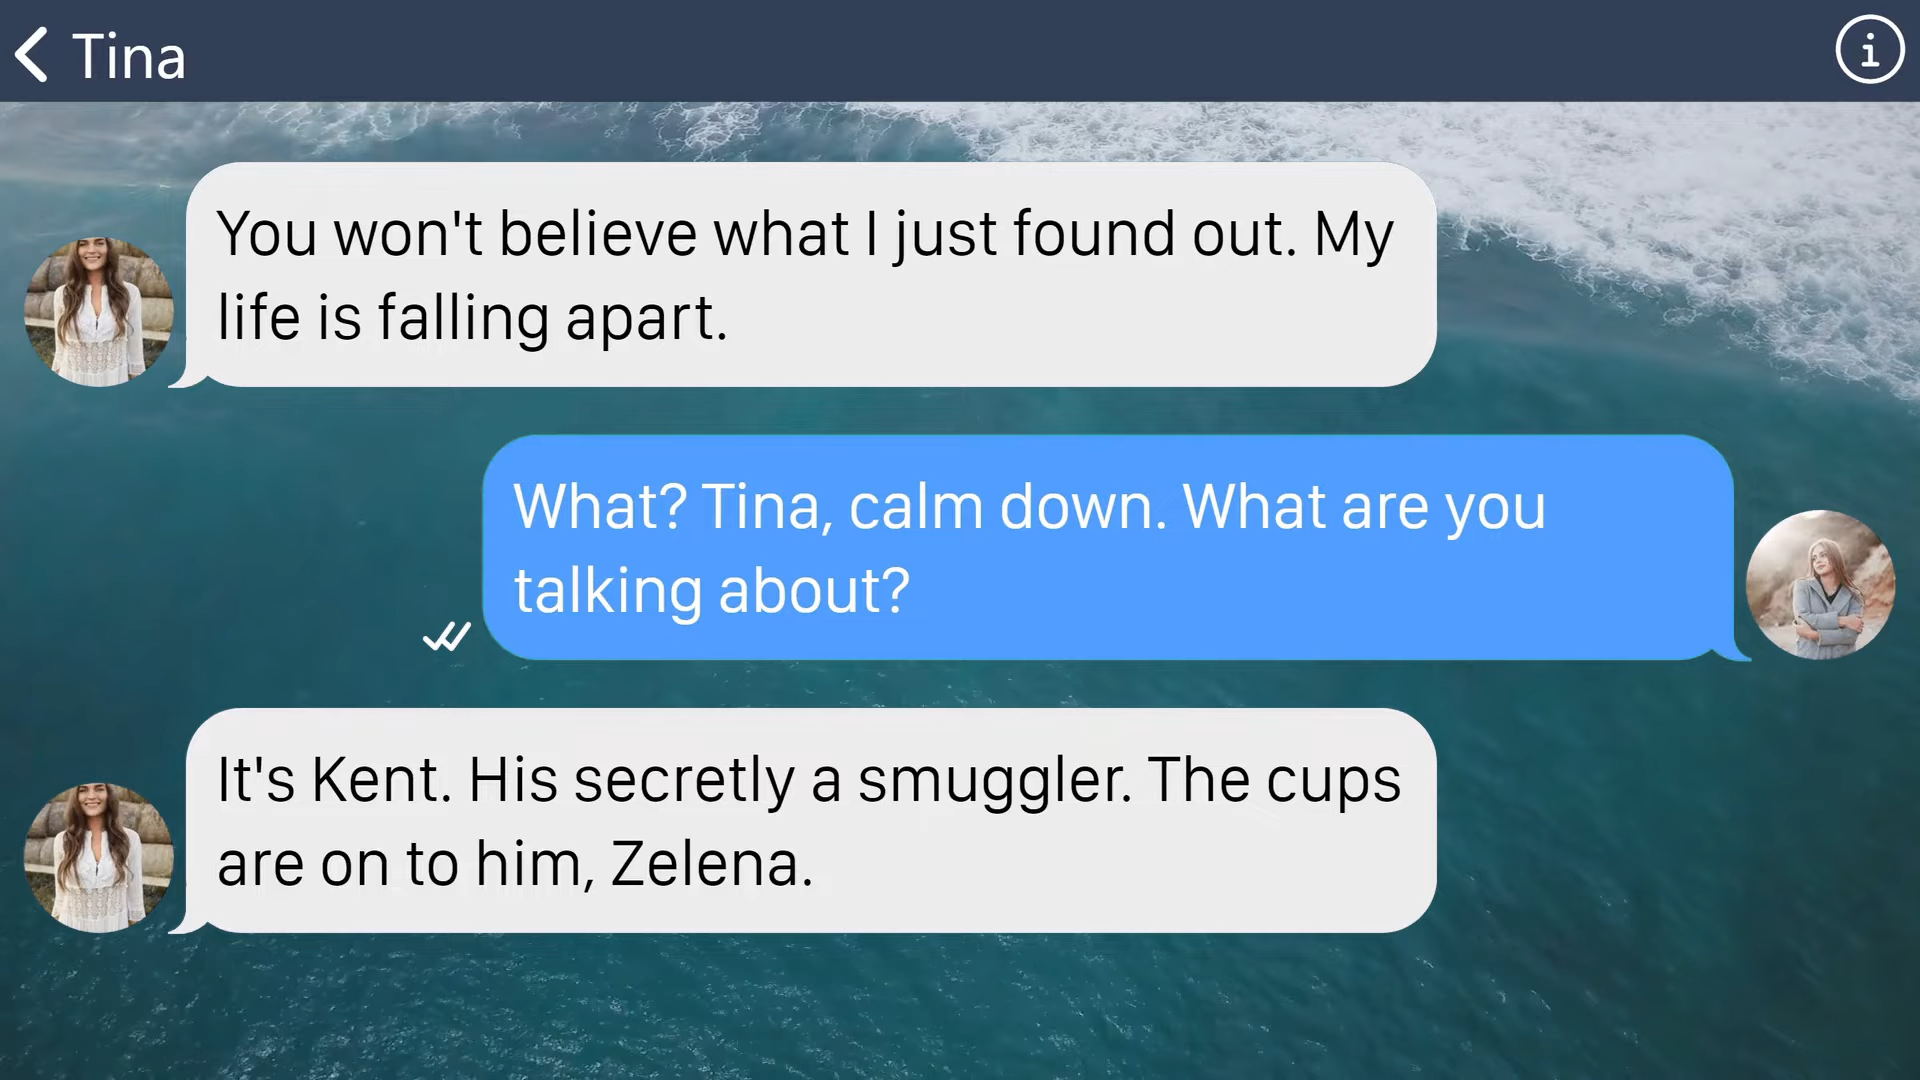 Tina
You won't believe what I just found out. My
life is falling apart.
What? Tina, calm down. What are you
talking about?
It's Kent. His secretly a smuggler. The cups
are on to him, Zelena.